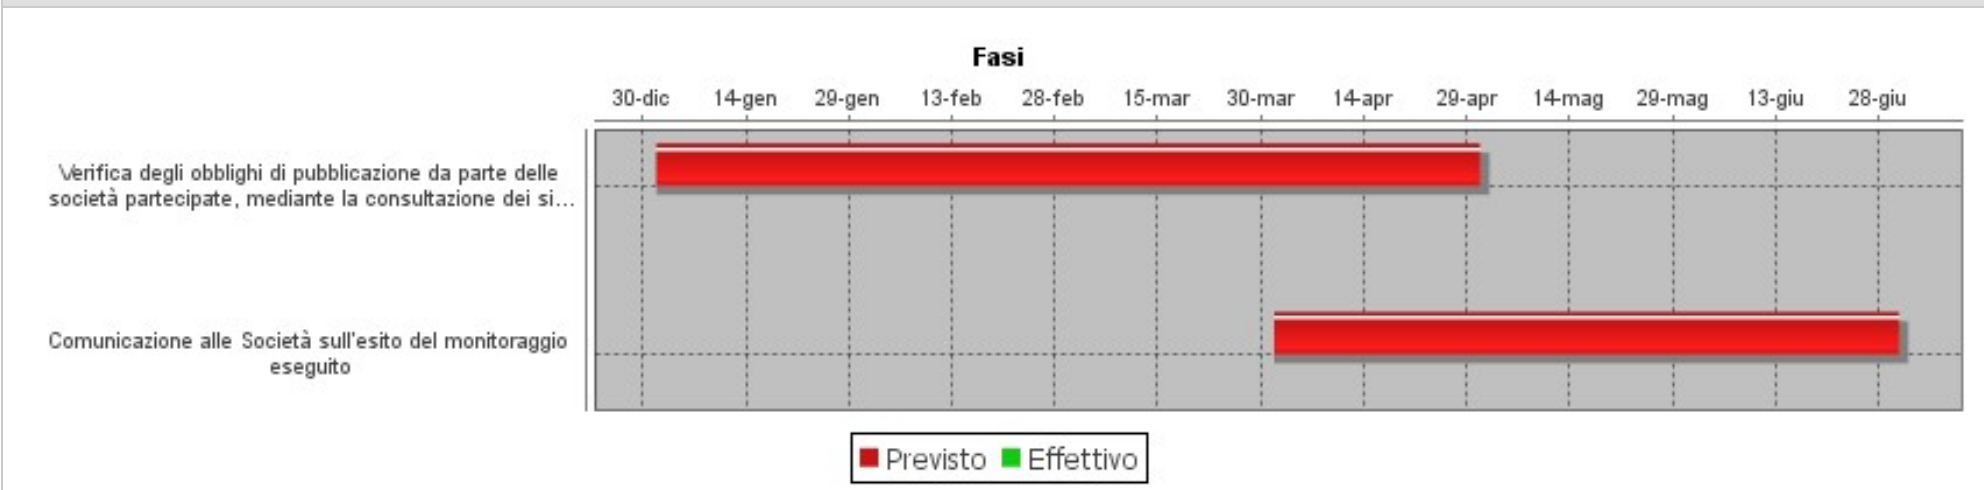 Fasi
30-dic 14-gen 29-gen 13-feb 28-feb 15-mar 30-mar 14-apr 29-apr 14-mag 29-mag 13-giu 28-giu
Verifica degli obblighi di pubblicazione da parte delle
società partecipate, mediante la consultazione dei si...
Comunicazione alle Società sull'esito del monitoraggio
eseguito
Previsto Effettivo